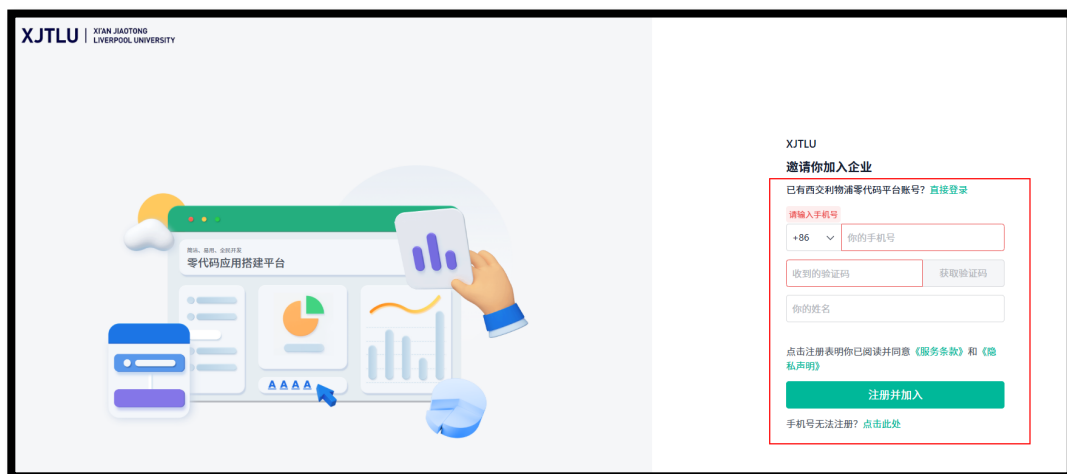 XJTLU
XI'AN JIAOTONG
LIVERPOOL UNIVERSITY
简洁、易用、全民开发
零代码应用搭建平台
A A A A
XJTLU
邀请你加入企业
已有西交利物浦零代码平台账号？直接登录
请输入手机号
+86 你的手机号
收到的验证码 获取验证码
你的姓名
点击注册表明你已阅读并同意《服务条款》和《隐
私声明》
注册并加入
手机号无法注册？点击此处